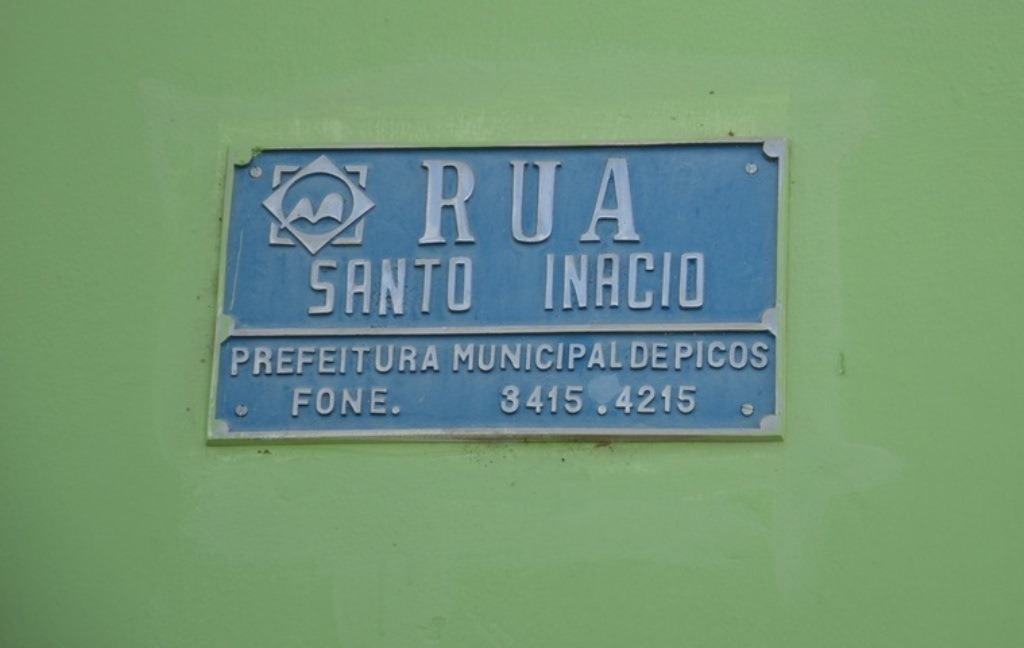 RUA
SANTO INACIO
PREFEITURA MUNICIPAL DE PICOS
FONE. 3415.4215